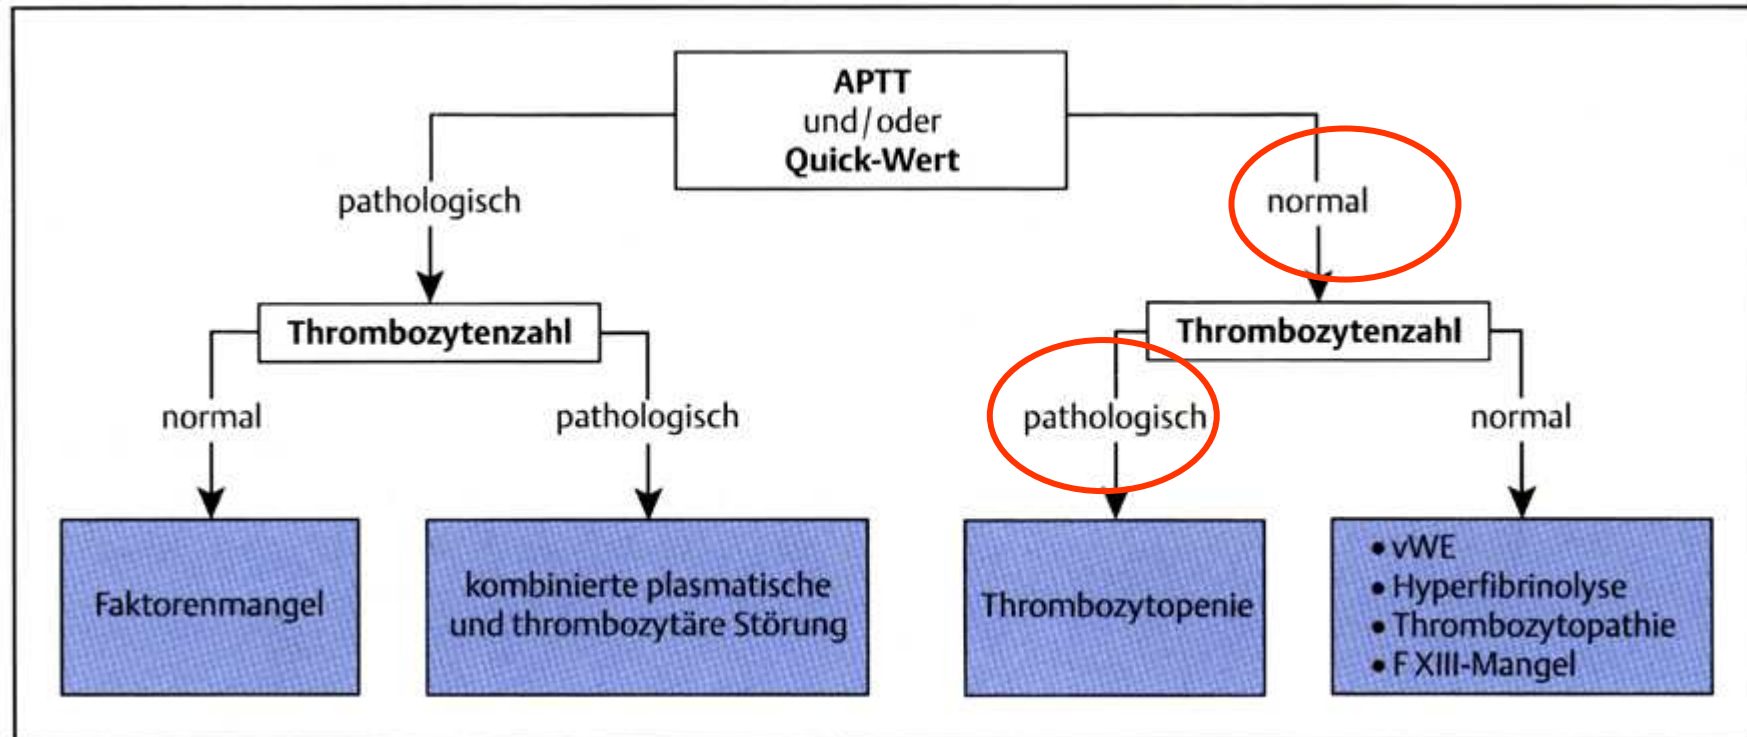 APTT
und/oder
Quick-Wert
pathologisch
normal
Thrombozytenzahl
Thrombozytenzahl
normal
pathologisch
pathologisch
normal
Faktorenmangel
kombinierte plasmatische
und thrombozytäre Störung
Thrombozytopenie
• vWE
• Hyperfibrinolyse
• Thrombozytopathie
• F XIII-Mangel